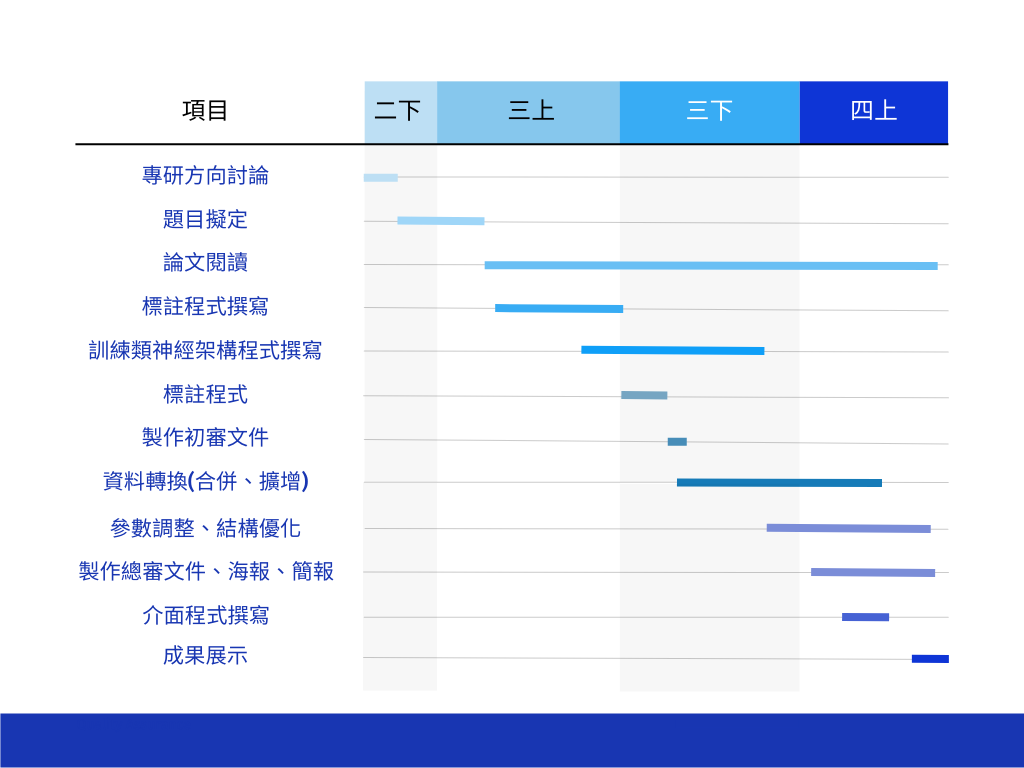 項目 二下 三上 三下 四上
專研方向討論
題目擬定
論文閱讀
標註程式撰寫
訓練類神經架構程式撰寫
標註程式
製作初審文件
資料轉換(合併、擴增)
參數調整、結構優化
製作總審文件、海報、簡報
介面程式撰寫
成果展示